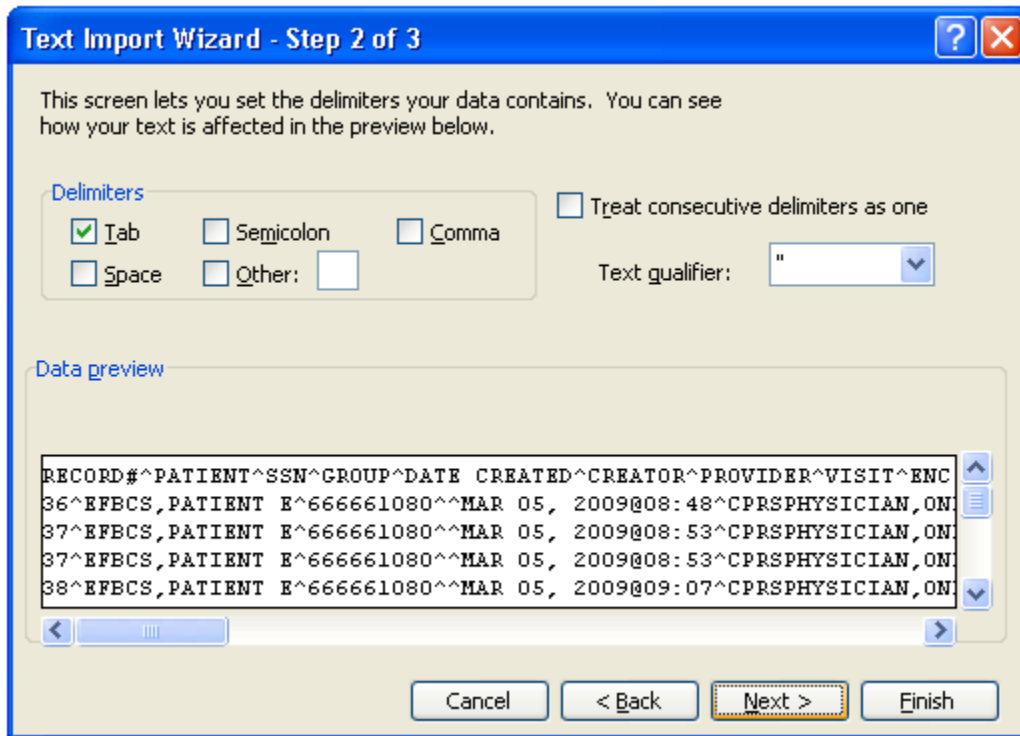 Text Import Wizard - Step 2 of 3
This screen lets you set the delimiters your data contains. You can see
how your text is affected in the preview below.
Delimiters
Tab
Semicolon
Comma
Space
Other:
Treat consecutive delimiters as one
Text qualifier:
"
Data preview
RECORD#^PATIENT^SSN^GROUP^DATE CREATED^CREATOR^PROVIDER^VISIT^ENC
36^EFBCS,PATIENT E^666661080^^MAR 05, 2009@08:48^CPRSPHYSICIAN,ON
37^EFBCS,PATIENT E^666661080^^MAR 05, 2009@08:53^CPRSPHYSICIAN,ON
37^EFBCS,PATIENT E^666661080^^MAR 05, 2009@08:53^CPRSPHYSICIAN,ON
38^EFBCS,PATIENT E^666661080^^MAR 05, 2009@09:07^CPRSPHYSICIAN,ON
Cancel
< Back
Next >
Finish